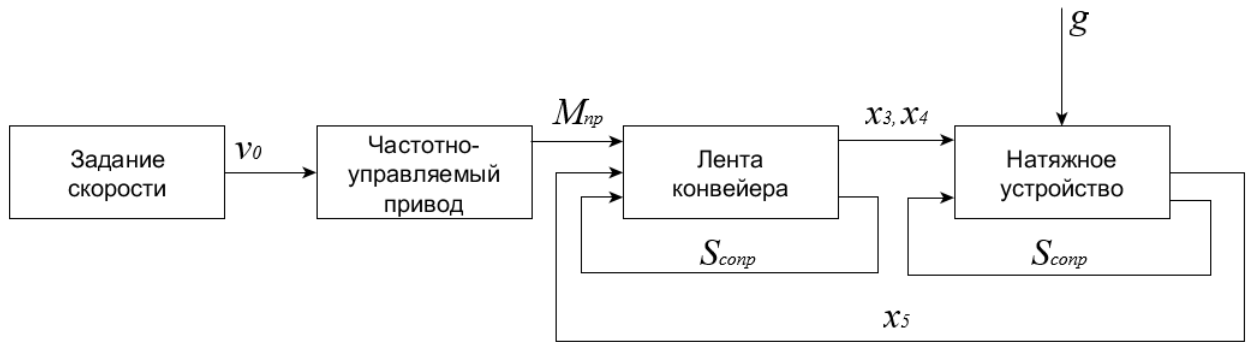 g
Задание
скорости
v₀
Частотно-
управляемый
привод
Mпр
Лента
конвейера
x₃, x₄
Натяжное
устройство
Sсопр
Sсопр
x₅